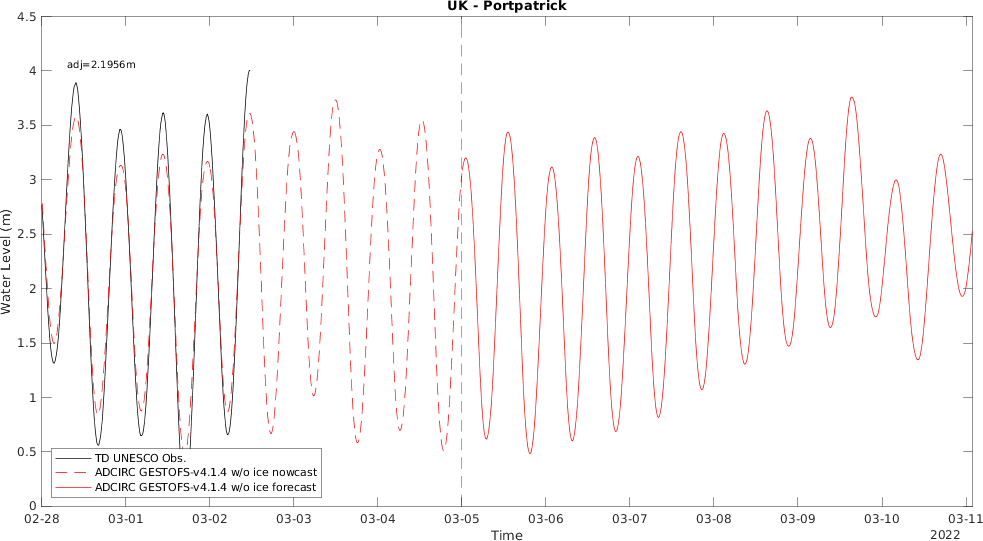 UK - Portpatrick
4.5
4
3.5
3
2.5
2
1.5
1
0.5
0
Water Level (m)
adj=2.1956m
TD UNESCO Obs.
ADCIRC GESTOFS-v4.1.4 w/o ice nowcast
ADCIRC GESTOFS-v4.1.4 w/o ice forecast
02-28 03-01 03-02 03-03 03-04 03-05 03-06 03-07 03-08 03-09 03-10 03-11
Time
2022